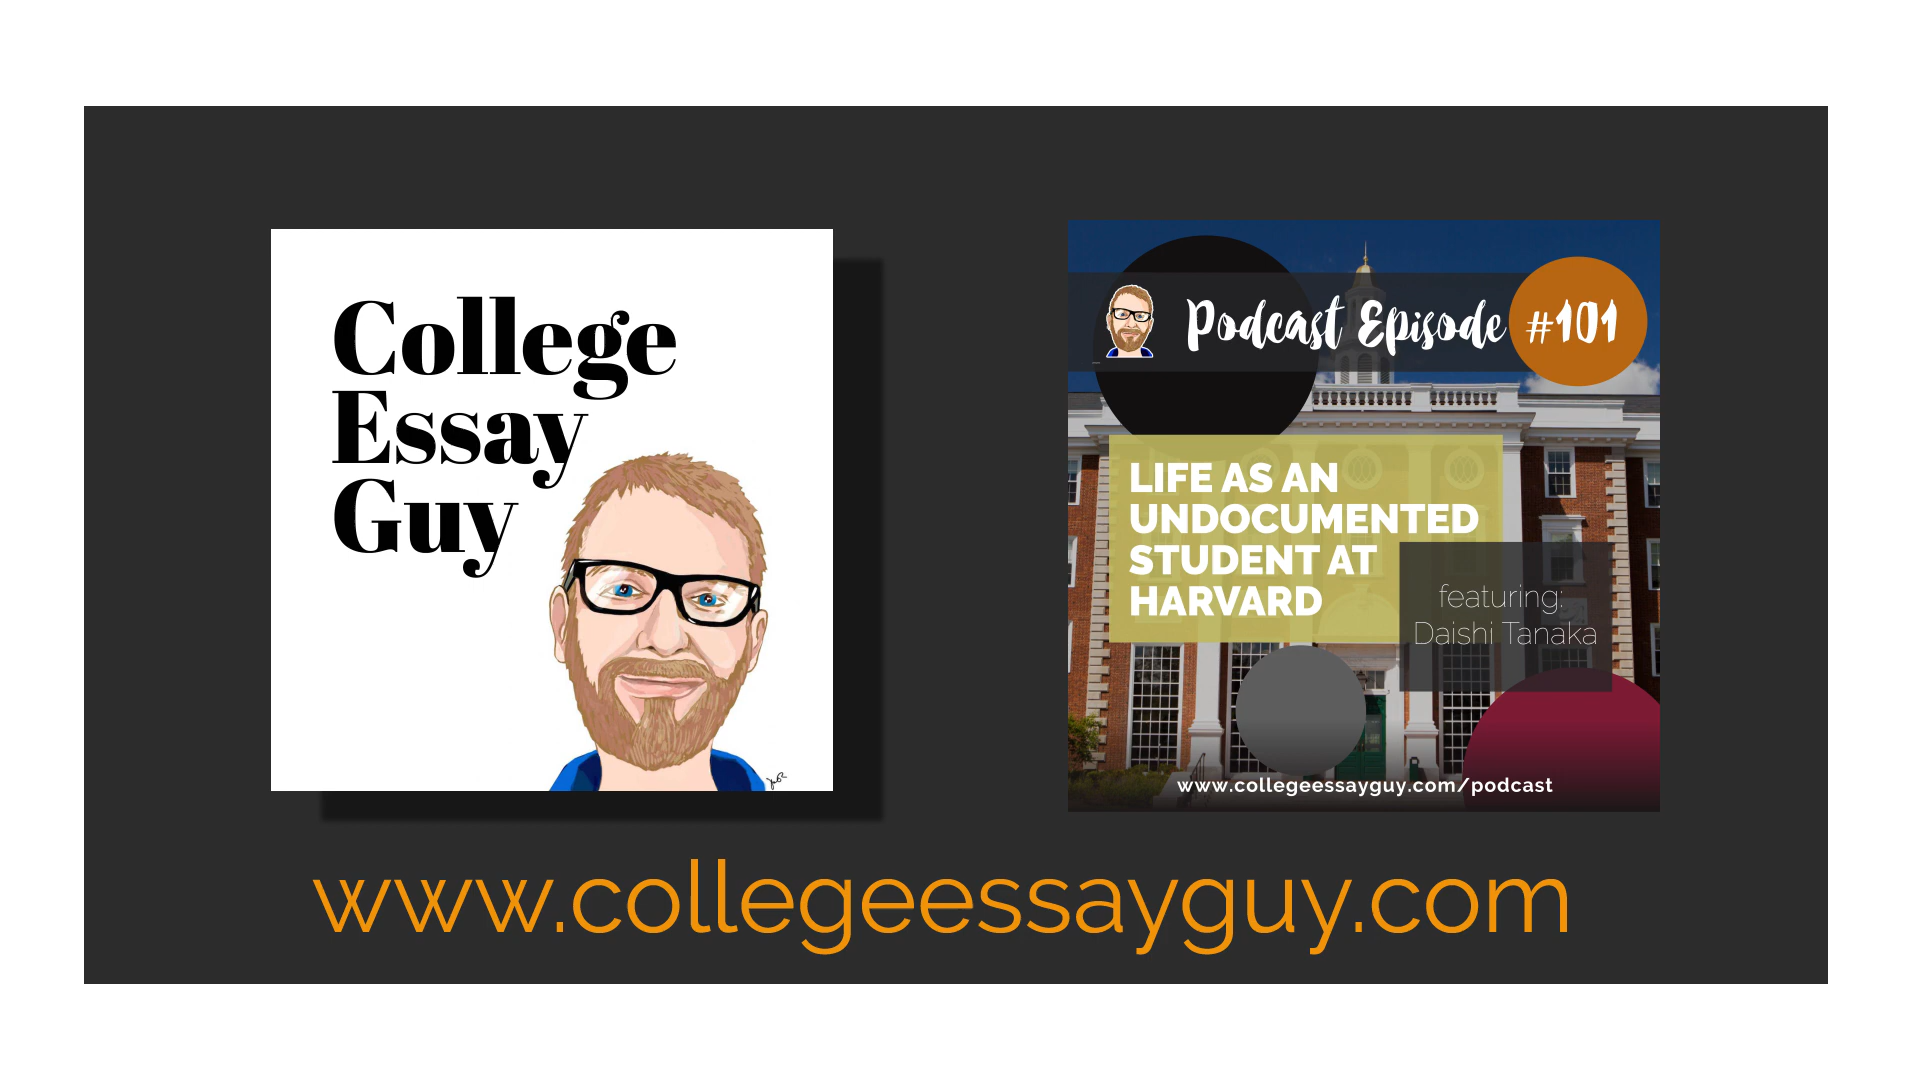 College
Essay
Guy
Podcast Episode #101
LIFE AS AN
UNDOCUMENTED
STUDENT AT
HARVARD
featuring:
Daishi Tanaka
www.collegeessayguy.com/podcast
www.collegeessayguy.com